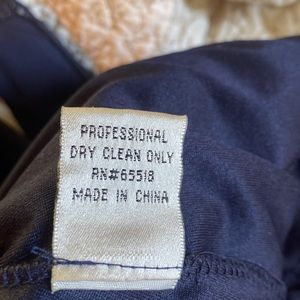 PROFESSIONAL
DRY CLEAN ONLY
RN#65518
MADE IN CHINA